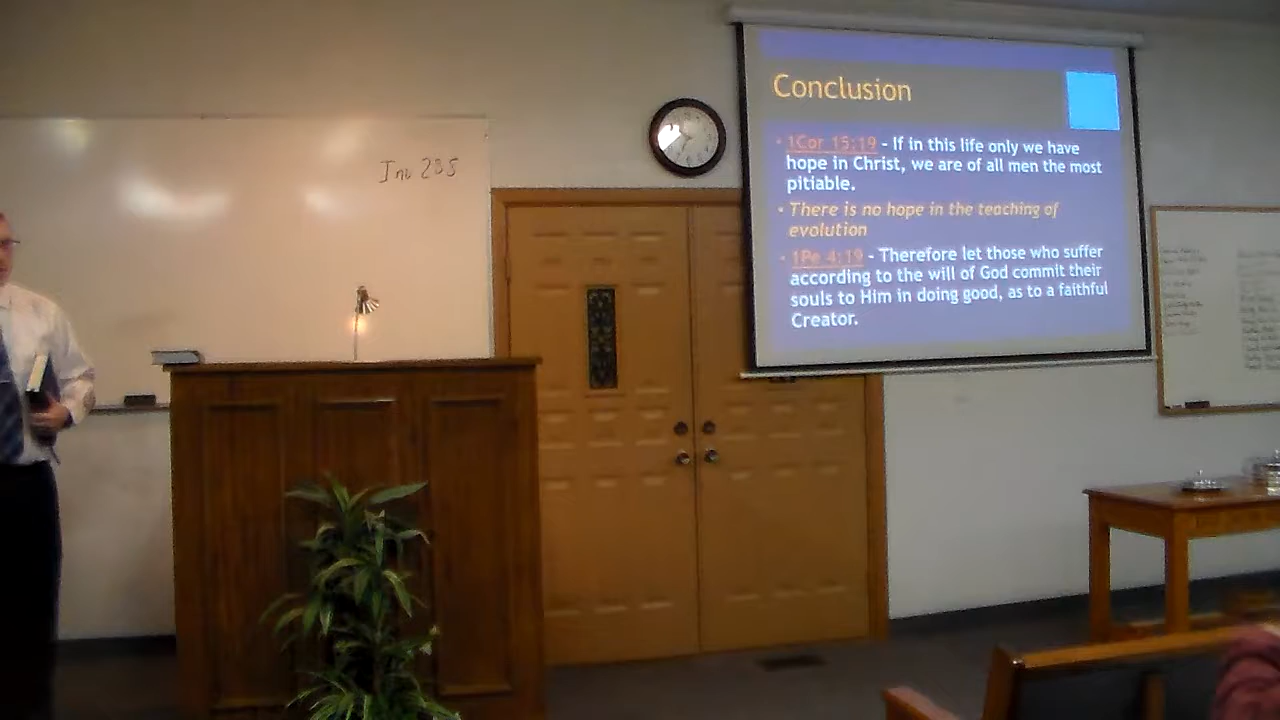 Inv 235
Conclusion
1Cor 15:19 - If in this life only we have
hope in Christ, we are of all men the most
pitiable.
There is no hope in the teaching of
evolution
1Pe 4:19 - Therefore let those who suffer
according to the will of God commit their
souls to Him in doing good, as to a faithful
Creator.